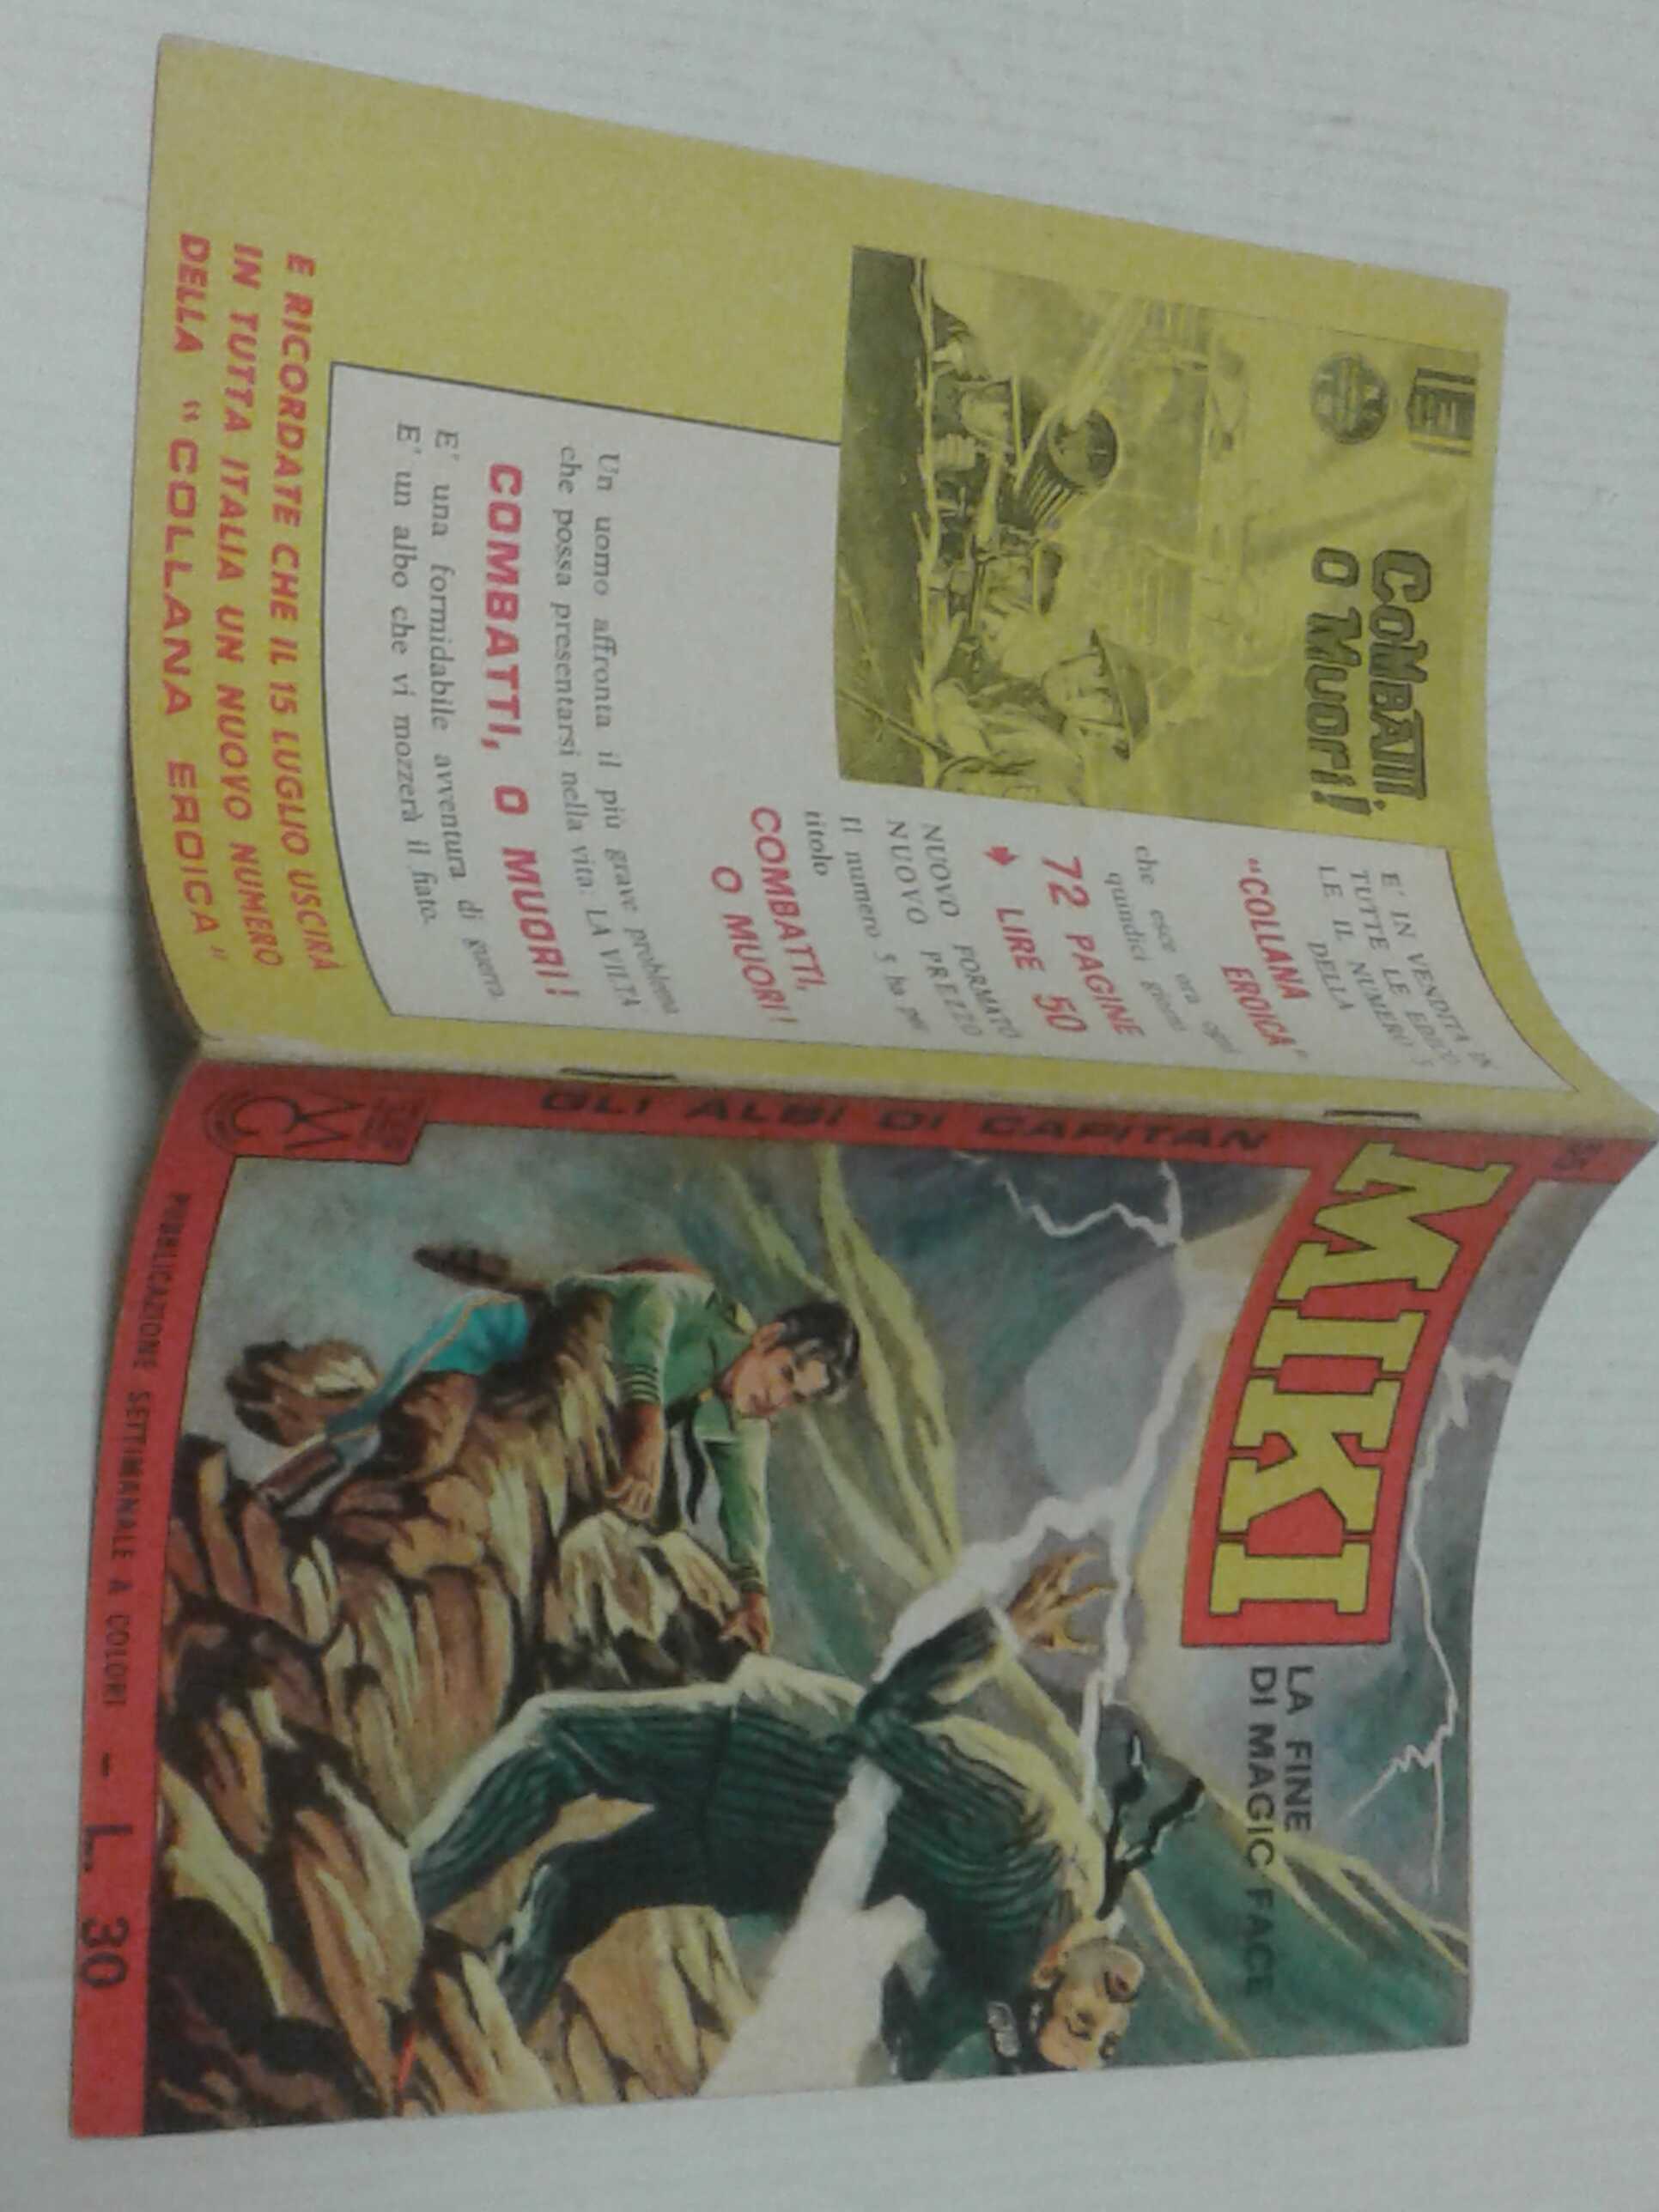 CoMBATTI,
O MUORI!
E' IN VENDITA IN
TUTTE LE EDICO-
LE IL NUMERO 5
DELLA
"COLLANA
EROICA"
che esce ora ogni
quindici giorni
72 PAGINE
LIRE 50
NUOVO FORMATO
NUOVO PREZZO
Il numero 5 ha per
titolo
COMBATTI,
O MUORI!
Un uomo affronta il più grave problema
che possa presentarsi nella vita. LA VILTA'
COMBATTI, O MUORI!
E' una formidabile avventura di guerra.
E' un albo che vi mozzerà il fiato.
E RICORDATE CHE IL 15 LUGLIO USCIRÀ
IN TUTTA ITALIA UN NUOVO NUMERO
DELLA "COLLANA EROICA"
GLI ALBI DI CAPITAN
MIKI
LA FINE
DI MAGIC FACE
PUBBLICAZIONE SETTIMANALE A COLORI - L. 30